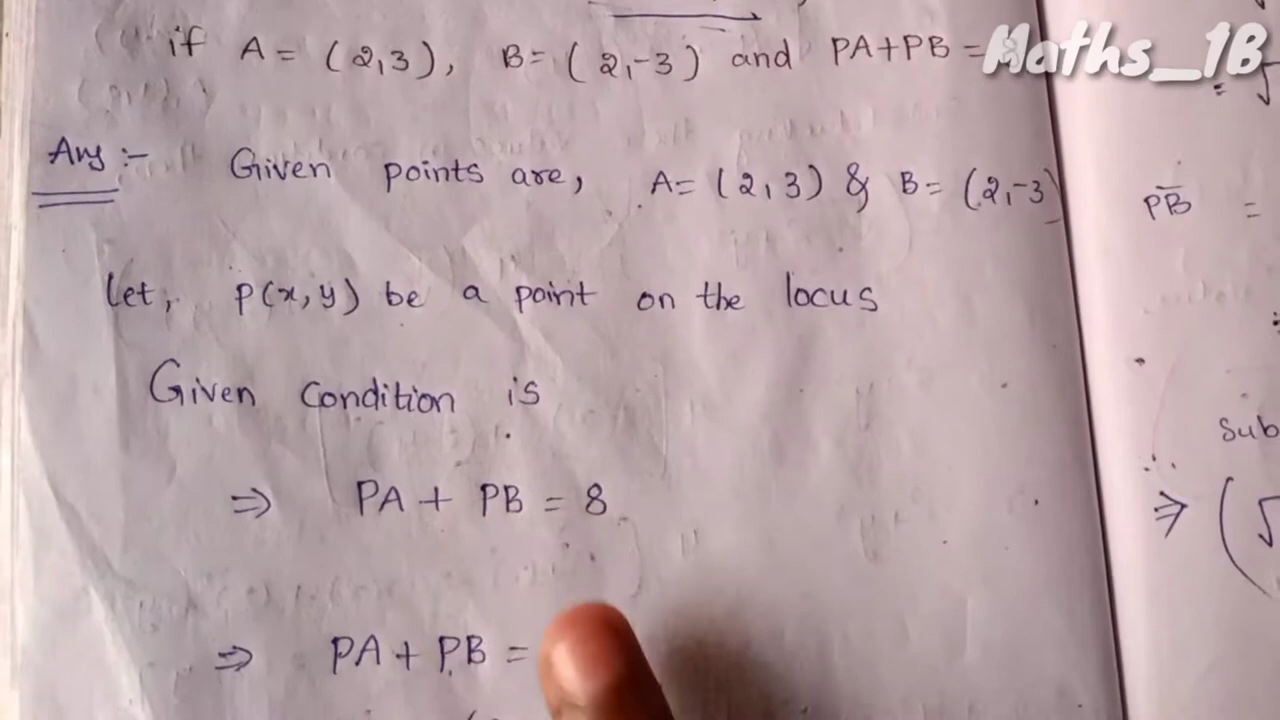 if A = (2,3), B = (2,-3) and PA+PB =
Maths_1B
= √
Ans :- Given points are, A = (2,3) & B = (2,-3)
Let, P(x,y) be a point on the locus
Given Condition is
⇒ PA + PB = 8
⇒ PA + PB =
PB =
Sub
⇒ (√